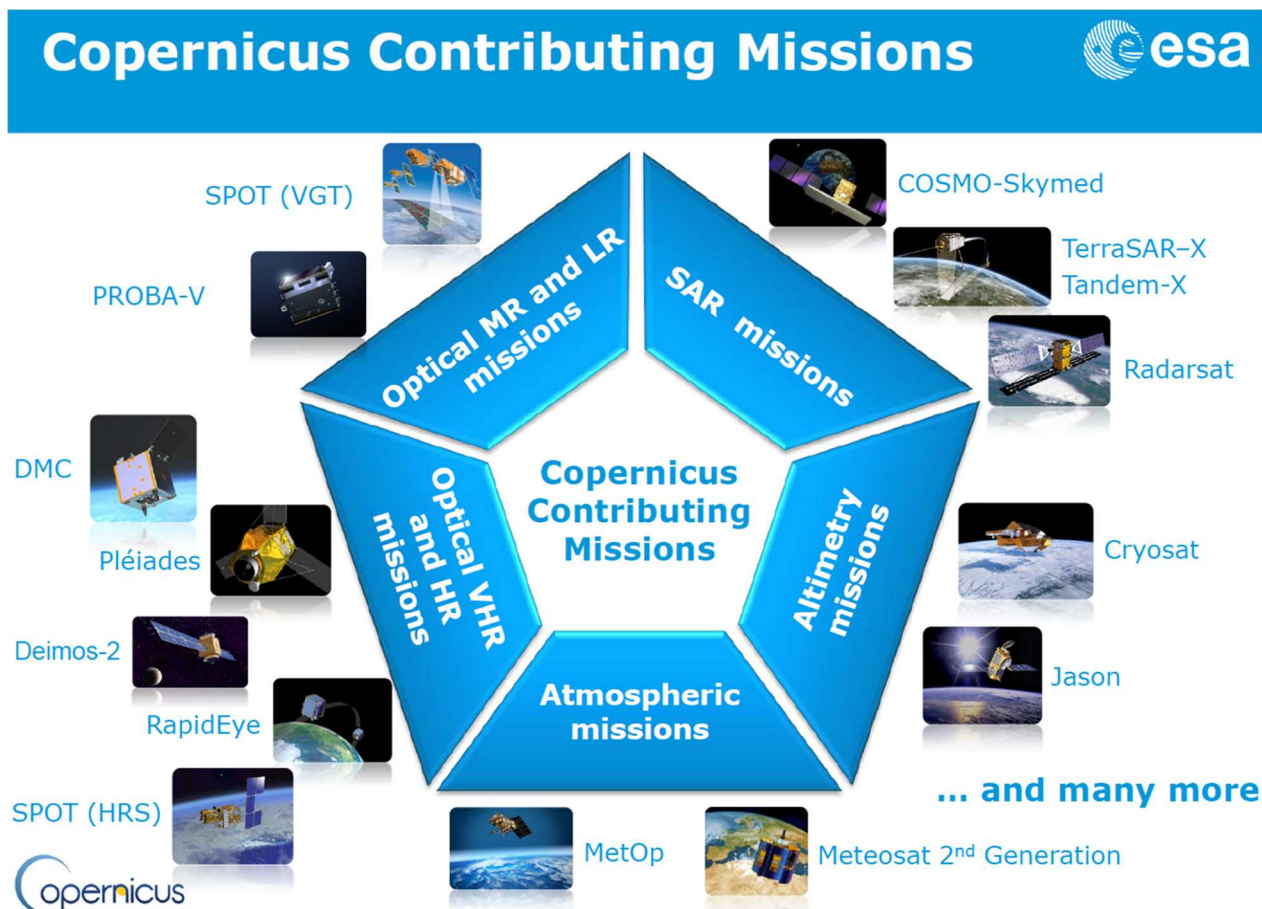 Copernicus Contributing Missions
esa
SPOT (VGT)
PROBA-V
Optical MR and LR
missions
SAR missions
COSMO-Skymed
TerraSAR–X
Tandem-X
Radarsat
DMC
Pléiades
Deimos-2
RapidEye
SPOT (HRS)
Optical VHR
and HR
missions
Copernicus
Contributing
Missions
Altimetry
missions
Cryosat
Jason
Atmospheric
missions
... and many more
MetOp
Meteosat 2nd Generation
Copernicus